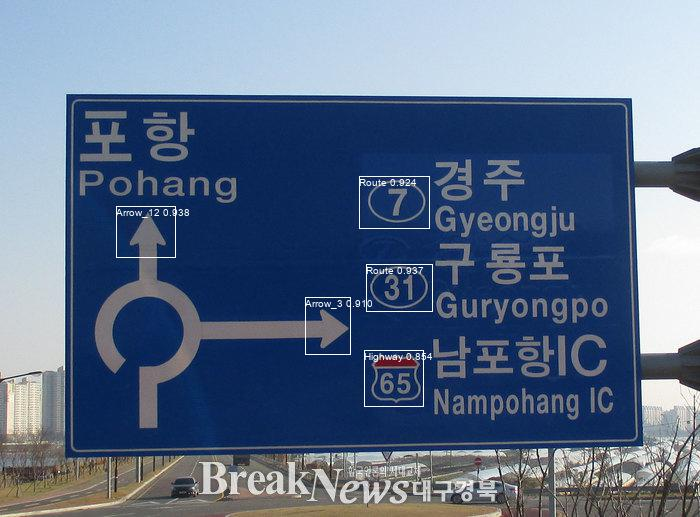 포항
Pohang
Arrow_12 0.938
Route 0.924
7
경주
Gyeongju
Route 0.937
31
구룡포
Guryongpo
Arrow_3 0.910
Highway 0.854
65
남포항IC
Nampohang IC
BreakNews대구경북